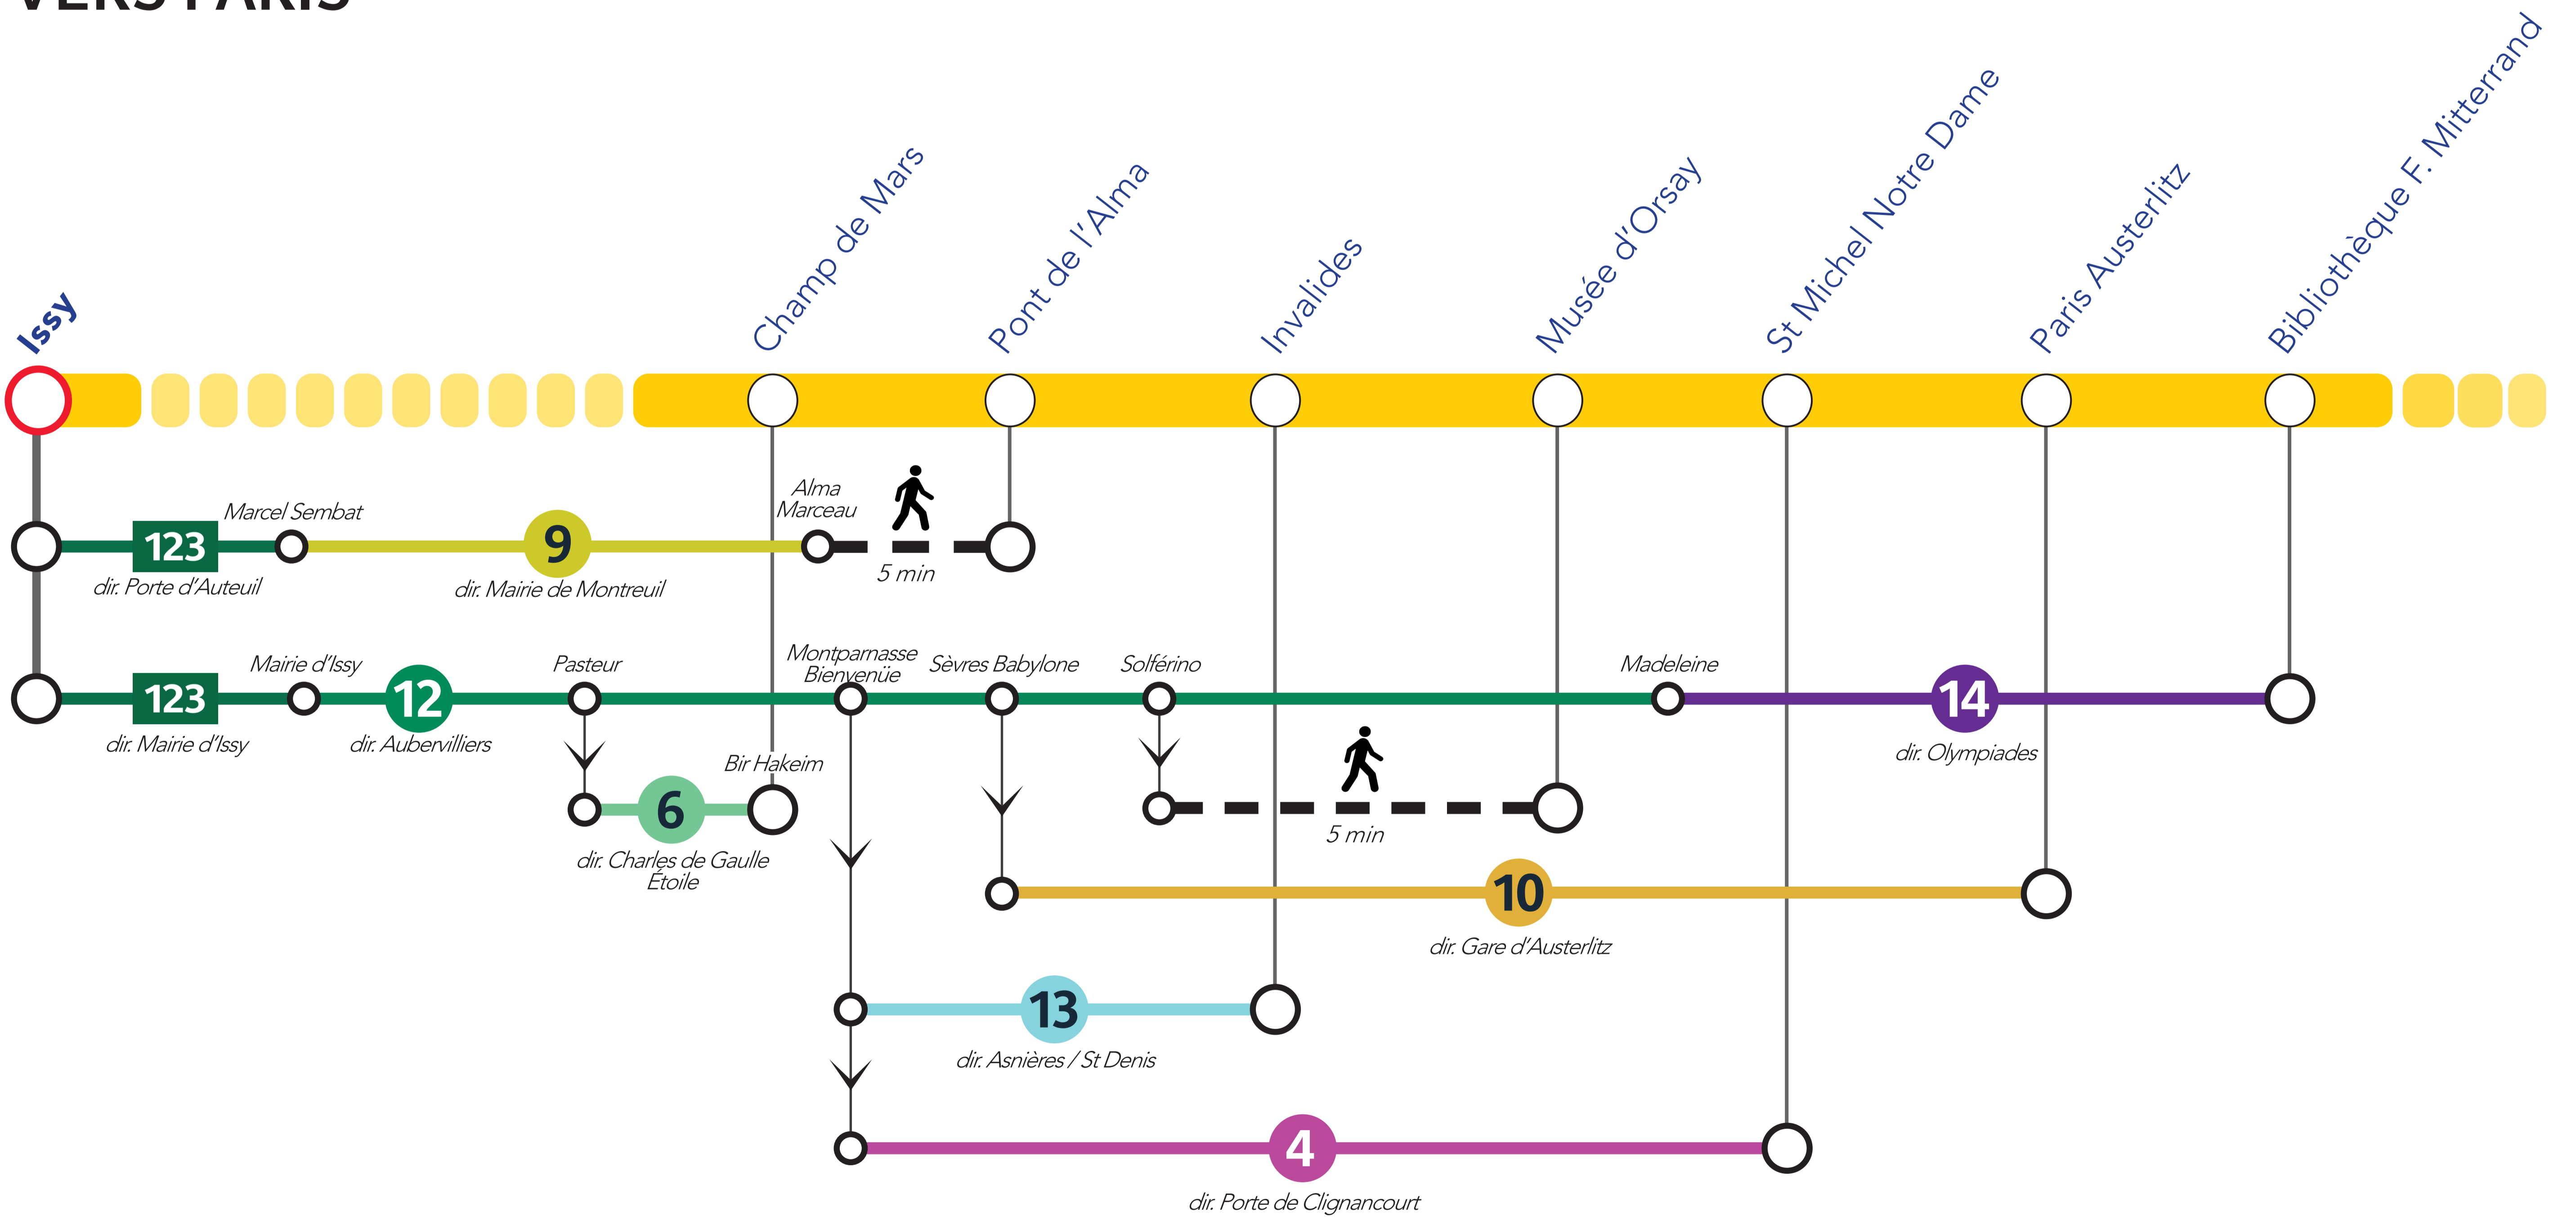 VERS PARIS
Issy
Champ de Mars
Pont de l'Alma
Invalides
Musée d'Orsay
St Michel Notre Dame
Paris Austerlitz
Bibliothèque F. Mitterrand
123
dir. Porte d'Auteuil
Marcel Sembat
9
dir. Mairie de Montreuil
Alma
Marceau
5 min
123
dir. Mairie d'Issy
Mairie d'Issy
12
dir. Aubervilliers
Pasteur
Montparnasse
Bienvenüe
Sèvres Babylone
Solférino
Madeleine
14
dir. Olympiades
6
dir. Charles de Gaulle
Étoile
Bir Hakeim
5 min
10
dir. Gare d'Austerlitz
13
dir. Asnières / St Denis
4
dir. Porte de Clignancourt